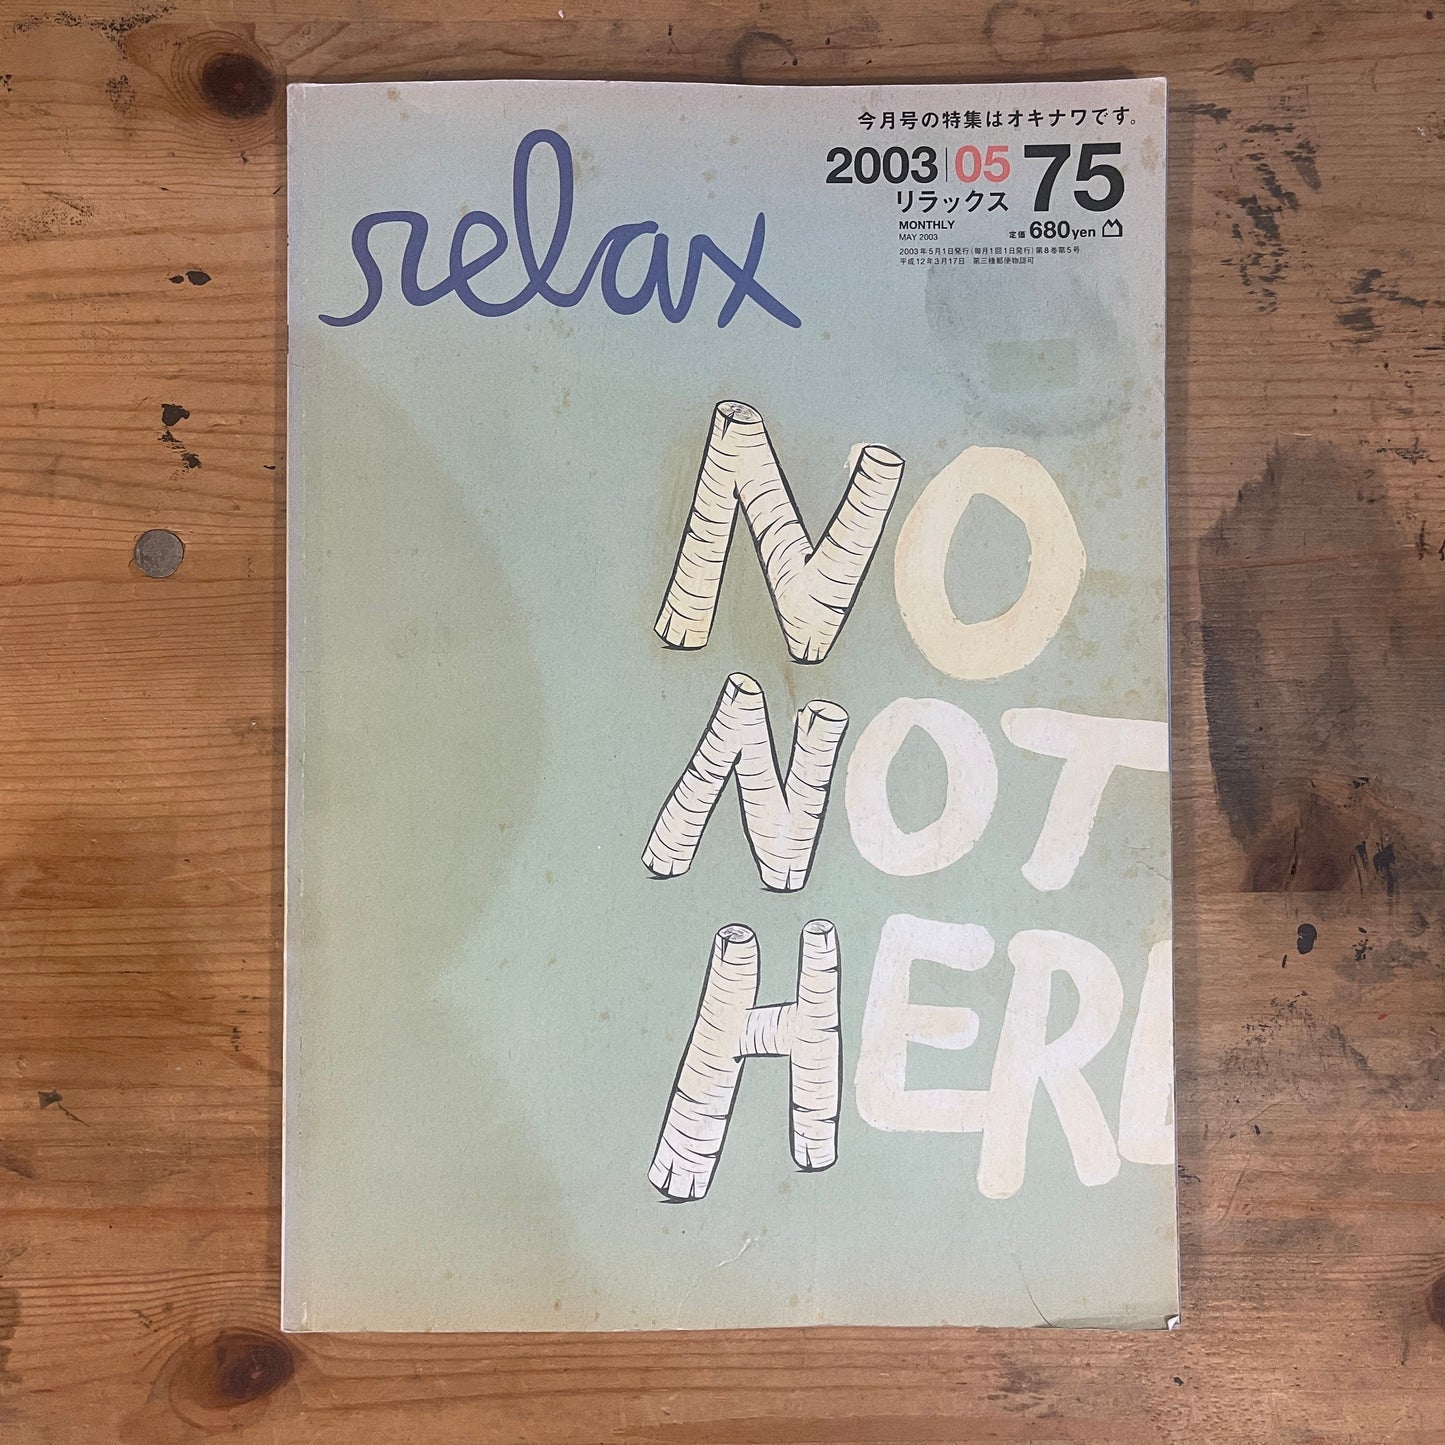 今月号の特集はオキナワです。
relax
2003|05 75
リラックス
MONTHLY
MAY 2003
定価 680yen
2003年5月1日発行(毎月1回1日発行)第8巻第5号
平成12年3月17日 第三種郵便物認可
NO
NOT
HERE